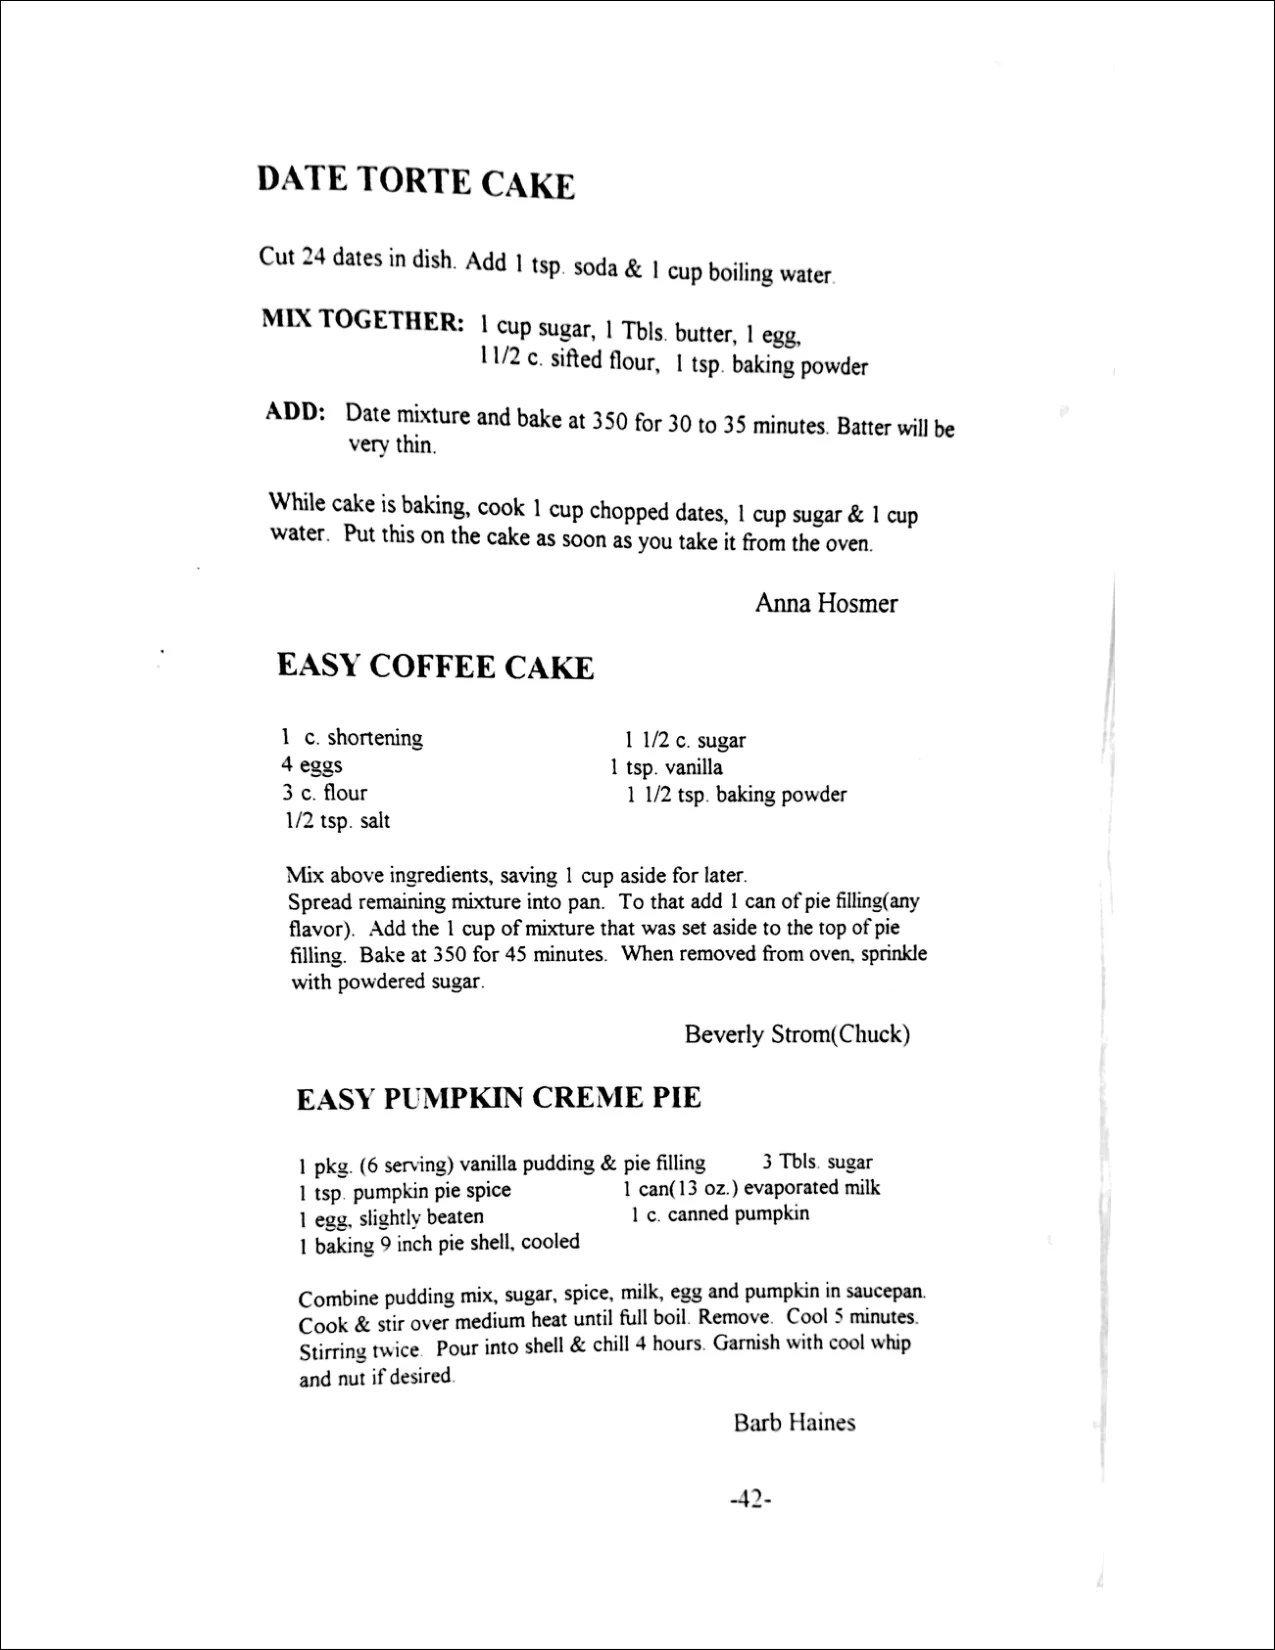 DATE TORTE CAKE
Cut 24 dates in dish. Add 1 tsp. soda & 1 cup boiling water.
MIX TOGETHER: 1 cup sugar, 1 Tbls. butter, 1 egg,
1 1/2 c. sifted flour, 1 tsp. baking powder
ADD: Date mixture and bake at 350 for 30 to 35 minutes. Batter will be
very thin.
While cake is baking, cook 1 cup chopped dates, 1 cup sugar & 1 cup
water. Put this on the cake as soon as you take it from the oven.
Anna Hosmer
EASY COFFEE CAKE
1 c. shortening 1 1/2 c. sugar
4 eggs 1 tsp. vanilla
3 c. flour 1 1/2 tsp. baking powder
1/2 tsp. salt
Mix above ingredients, saving 1 cup aside for later.
Spread remaining mixture into pan. To that add 1 can of pie filling(any
flavor). Add the 1 cup of mixture that was set aside to the top of pie
filling. Bake at 350 for 45 minutes. When removed from oven, sprinkle
with powdered sugar.
Beverly Strom(Chuck)
EASY PUMPKIN CREME PIE
1 pkg. (6 serving) vanilla pudding & pie filling 3 Tbls. sugar
1 tsp. pumpkin pie spice 1 can(13 oz.) evaporated milk
1 egg, slightly beaten 1 c. canned pumpkin
1 baking 9 inch pie shell, cooled
Combine pudding mix, sugar, spice, milk, egg and pumpkin in saucepan.
Cook & stir over medium heat until full boil. Remove. Cool 5 minutes.
Stirring twice. Pour into shell & chill 4 hours. Garnish with cool whip
and nut if desired.
Barb Haines
-42-